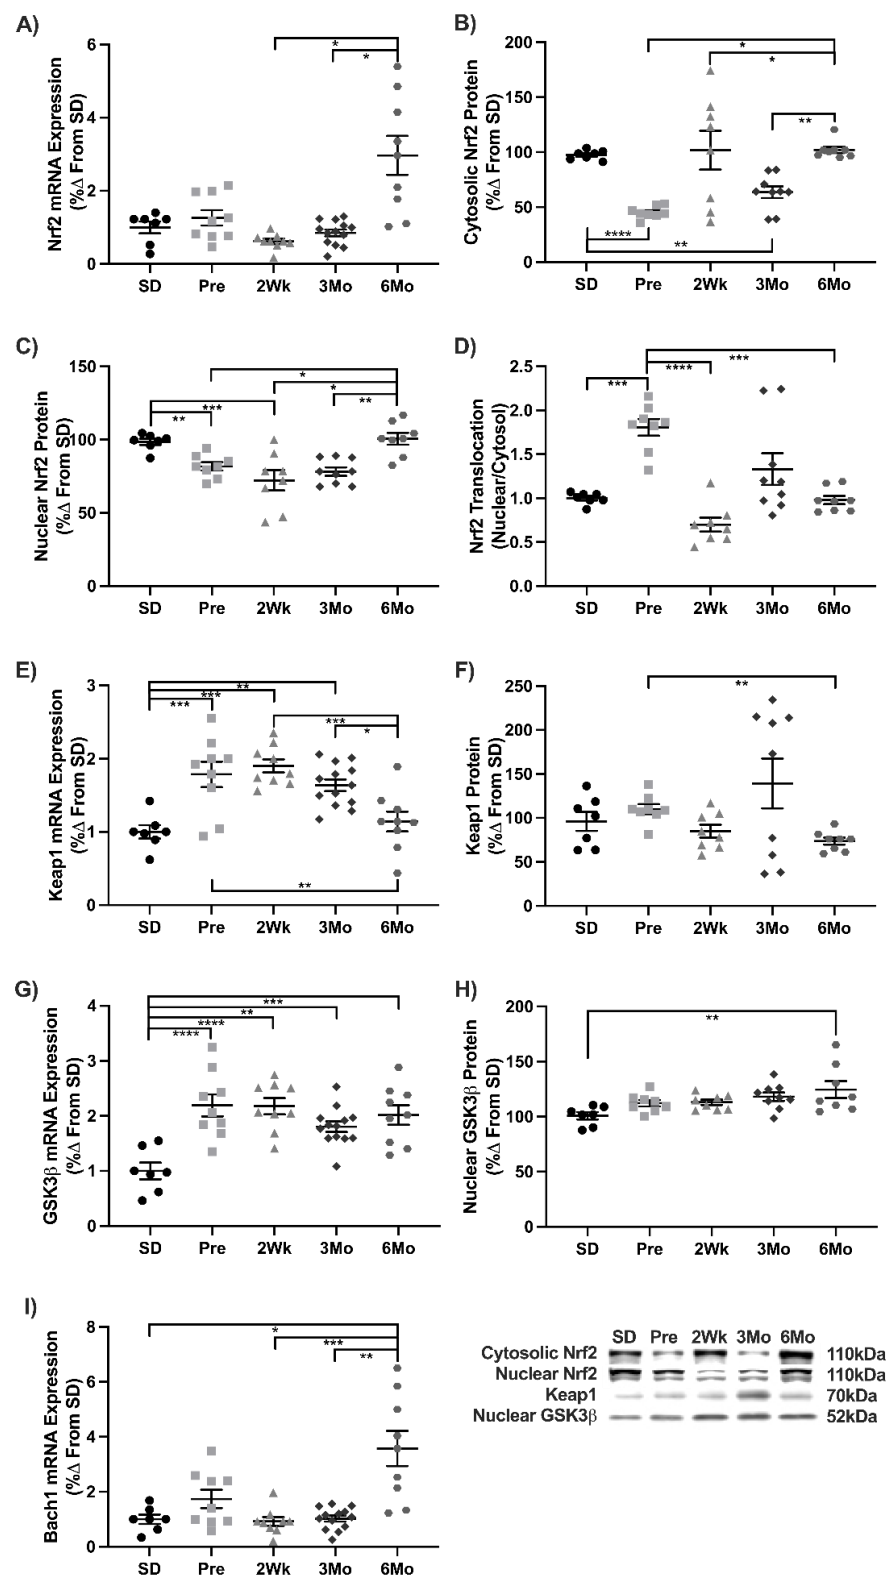 A)
Nrf2 mRNA Expression
(%Δ From SD)
6
4
2
0
*
*
SD Pre 2Wk 3Mo 6Mo
B)
Cytosolic Nrf2 Protein
(%Δ From SD)
200
150
100
50
0
*
*
**
****
**
SD Pre 2Wk 3Mo 6Mo
C)
Nuclear Nrf2 Protein
(%Δ From SD)
150
100
50
0
*
*
**
***
**
SD Pre 2Wk 3Mo 6Mo
D)
Nrf2 Translocation
(Nuclear/Cytosol)
2.5
2.0
1.5
1.0
0.5
0.0
***
****
***
SD Pre 2Wk 3Mo 6Mo
E)
Keap1 mRNA Expression
(%Δ From SD)
3
2
1
0
**
***
***
***
*
**
SD Pre 2Wk 3Mo 6Mo
F)
Keap1 Protein
(%Δ From SD)
250
200
150
100
50
0
**
SD Pre 2Wk 3Mo 6Mo
G)
GSK3β mRNA Expression
(%Δ From SD)
4
3
2
1
0
***
**
****
****
SD Pre 2Wk 3Mo 6Mo
H)
Nuclear GSK3β Protein
(%Δ From SD)
200
150
100
50
0
**
SD Pre 2Wk 3Mo 6Mo
I)
Bach1 mRNA Expression
(%Δ From SD)
8
6
4
2
0
*
***
**
SD Pre 2Wk 3Mo 6Mo
SD Pre 2Wk 3Mo 6Mo
Cytosolic Nrf2 110kDa
Nuclear Nrf2 110kDa
Keap1 70kDa
Nuclear GSK3β 52kDa